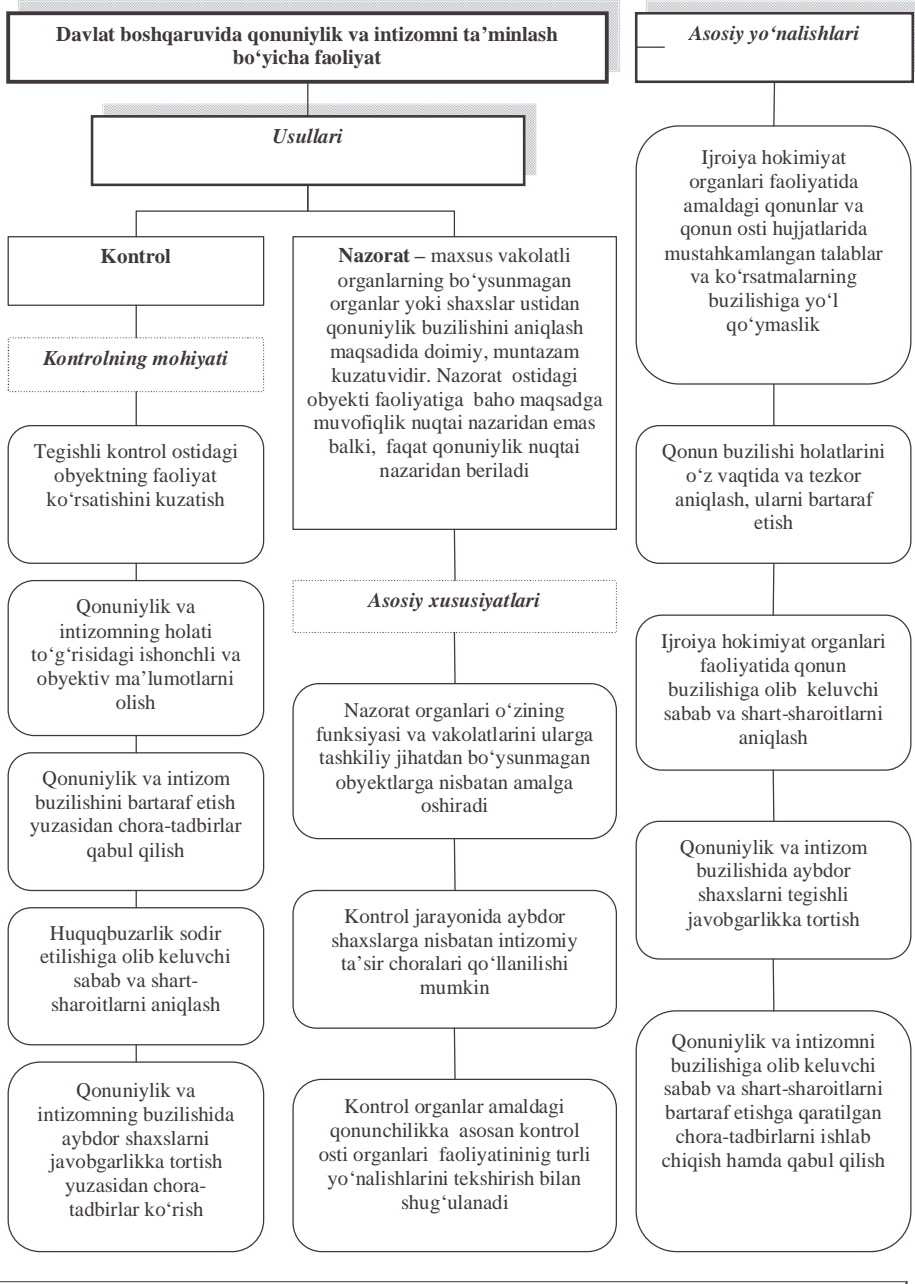 Davlat boshqaruvida qonuniylik va intizomni ta’minlash
bo‘yicha faoliyat
Usullari
Kontrol
Kontrolning mohiyati
Tegishli kontrol ostidagi
obyektning faoliyat
ko‘rsatishini kuzatish
Qonuniylik va
intizomning holati
to‘g‘risidagi ishonchli va
obyektiv ma’lumotlarni
olish
Qonuniylik va intizom
buzilishini bartaraf etish
yuzasidan chora-tadbirlar
qabul qilish
Huquqbuzarlik sodir
etilishiga olib keluvchi
sabab va shart-
sharoitlarni aniqlash
Qonuniylik va
intizomning buzilishida
aybdor shaxslarni
javobgarlikka tortish
yuzasidan chora-
tadbirlar ko‘rish
Nazorat – maxsus vakolatli
organlarning bo‘ysunmagan
organlar yoki shaxslar ustidan
qonuniylik buzilishini aniqlash
maqsadida doimiy, muntazam
kuzatuvidir. Nazorat ostidagi
obyekti faoliyatiga baho maqsadga
muvofiqlik nuqtai nazaridan emas
balki, faqat qonuniylik nuqtai
nazaridan beriladi
Asosiy xususiyatlari
Nazorat organlari o‘zining
funksiyasi va vakolatlarini ularga
tashkiliy jihatdan bo‘ysunmagan
obyektlarga nisbatan amalga
oshiradi
Kontrol jarayonida aybdor
shaxslarga nisbatan intizomiy
ta’sir choralari qo‘llanilishi
mumkin
Kontrol organlar amaldagi
qonunchilikka asosan kontrol
osti organlari faoliyatininig turli
yo‘nalishlarini tekshirish bilan
shug‘ulanadi
Asosiy yo‘nalishlari
Ijroiya hokimiyat
organlari faoliyatida
amaldagi qonunlar va
qonun osti hujjatlarida
mustahkamlangan talablar
va ko‘rsatmalarning
buzilishiga yo‘l
qo‘ymaslik
Qonun buzilishi holatlarini
o‘z vaqtida va tezkor
aniqlash, ularni bartaraf
etish
Ijroiya hokimiyat organlari
faoliyatida qonun
buzilishiga olib keluvchi
sabab va shart-sharoitlarni
aniqlash
Qonuniylik va intizom
buzilishida aybdor
shaxslarni tegishli
javobgarlikka tortish
Qonuniylik va intizomni
buzilishiga olib keluvchi
sabab va shart-sharoitlarni
bartaraf etishga qaratilgan
chora-tadbirlarni ishlab
chiqish hamda qabul qilish